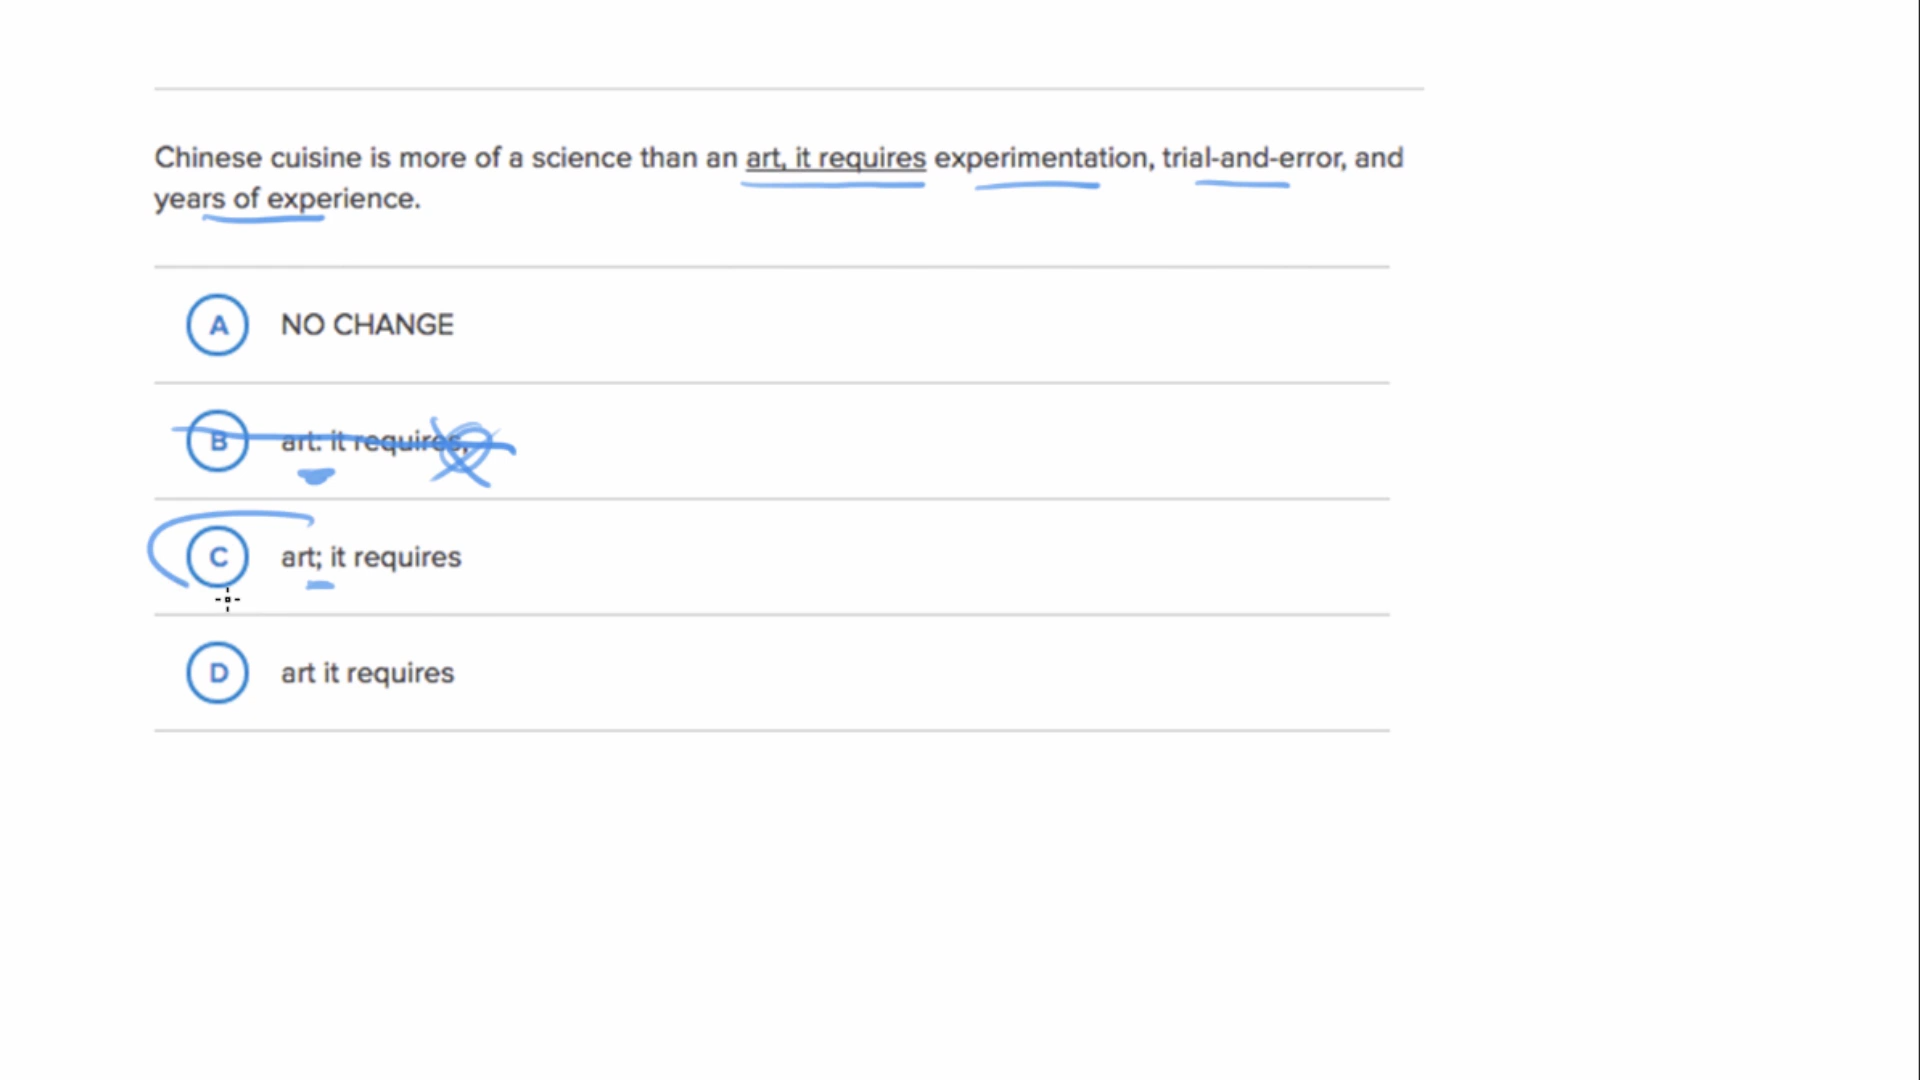 Chinese cuisine is more of a science than an art, it requires experimentation, trial-and-error, and
years of experience.
A NO CHANGE
B art: it requires,
C art; it requires
D art it requires